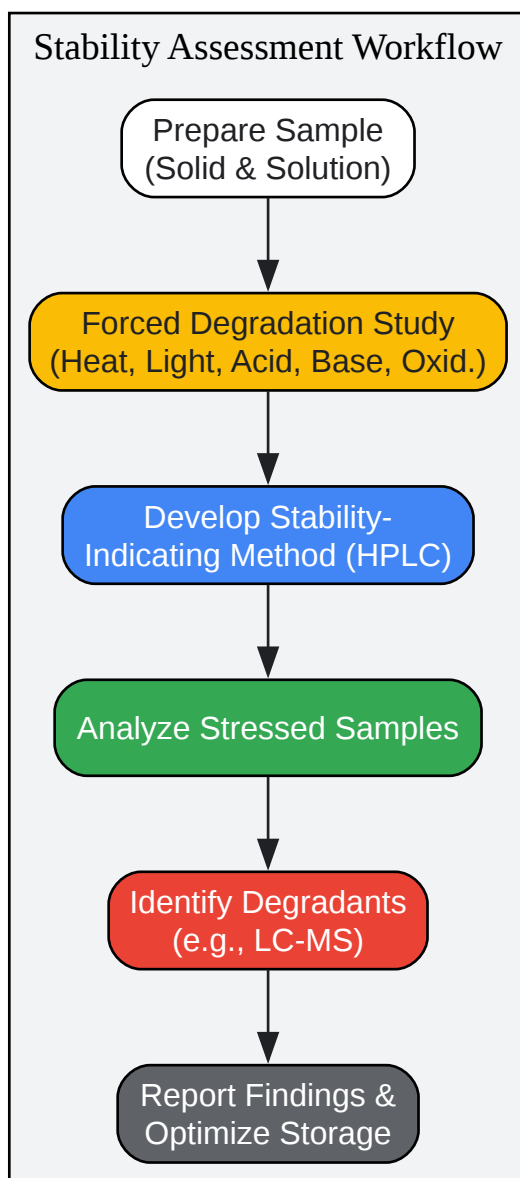 Stability Assessment Workflow
Prepare Sample
(Solid & Solution)
Forced Degradation Study
(Heat, Light, Acid, Base, Oxid.)
Develop Stability-
Indicating Method (HPLC)
Analyze Stressed Samples
Identify Degradants
(e.g., LC-MS)
Report Findings &
Optimize Storage